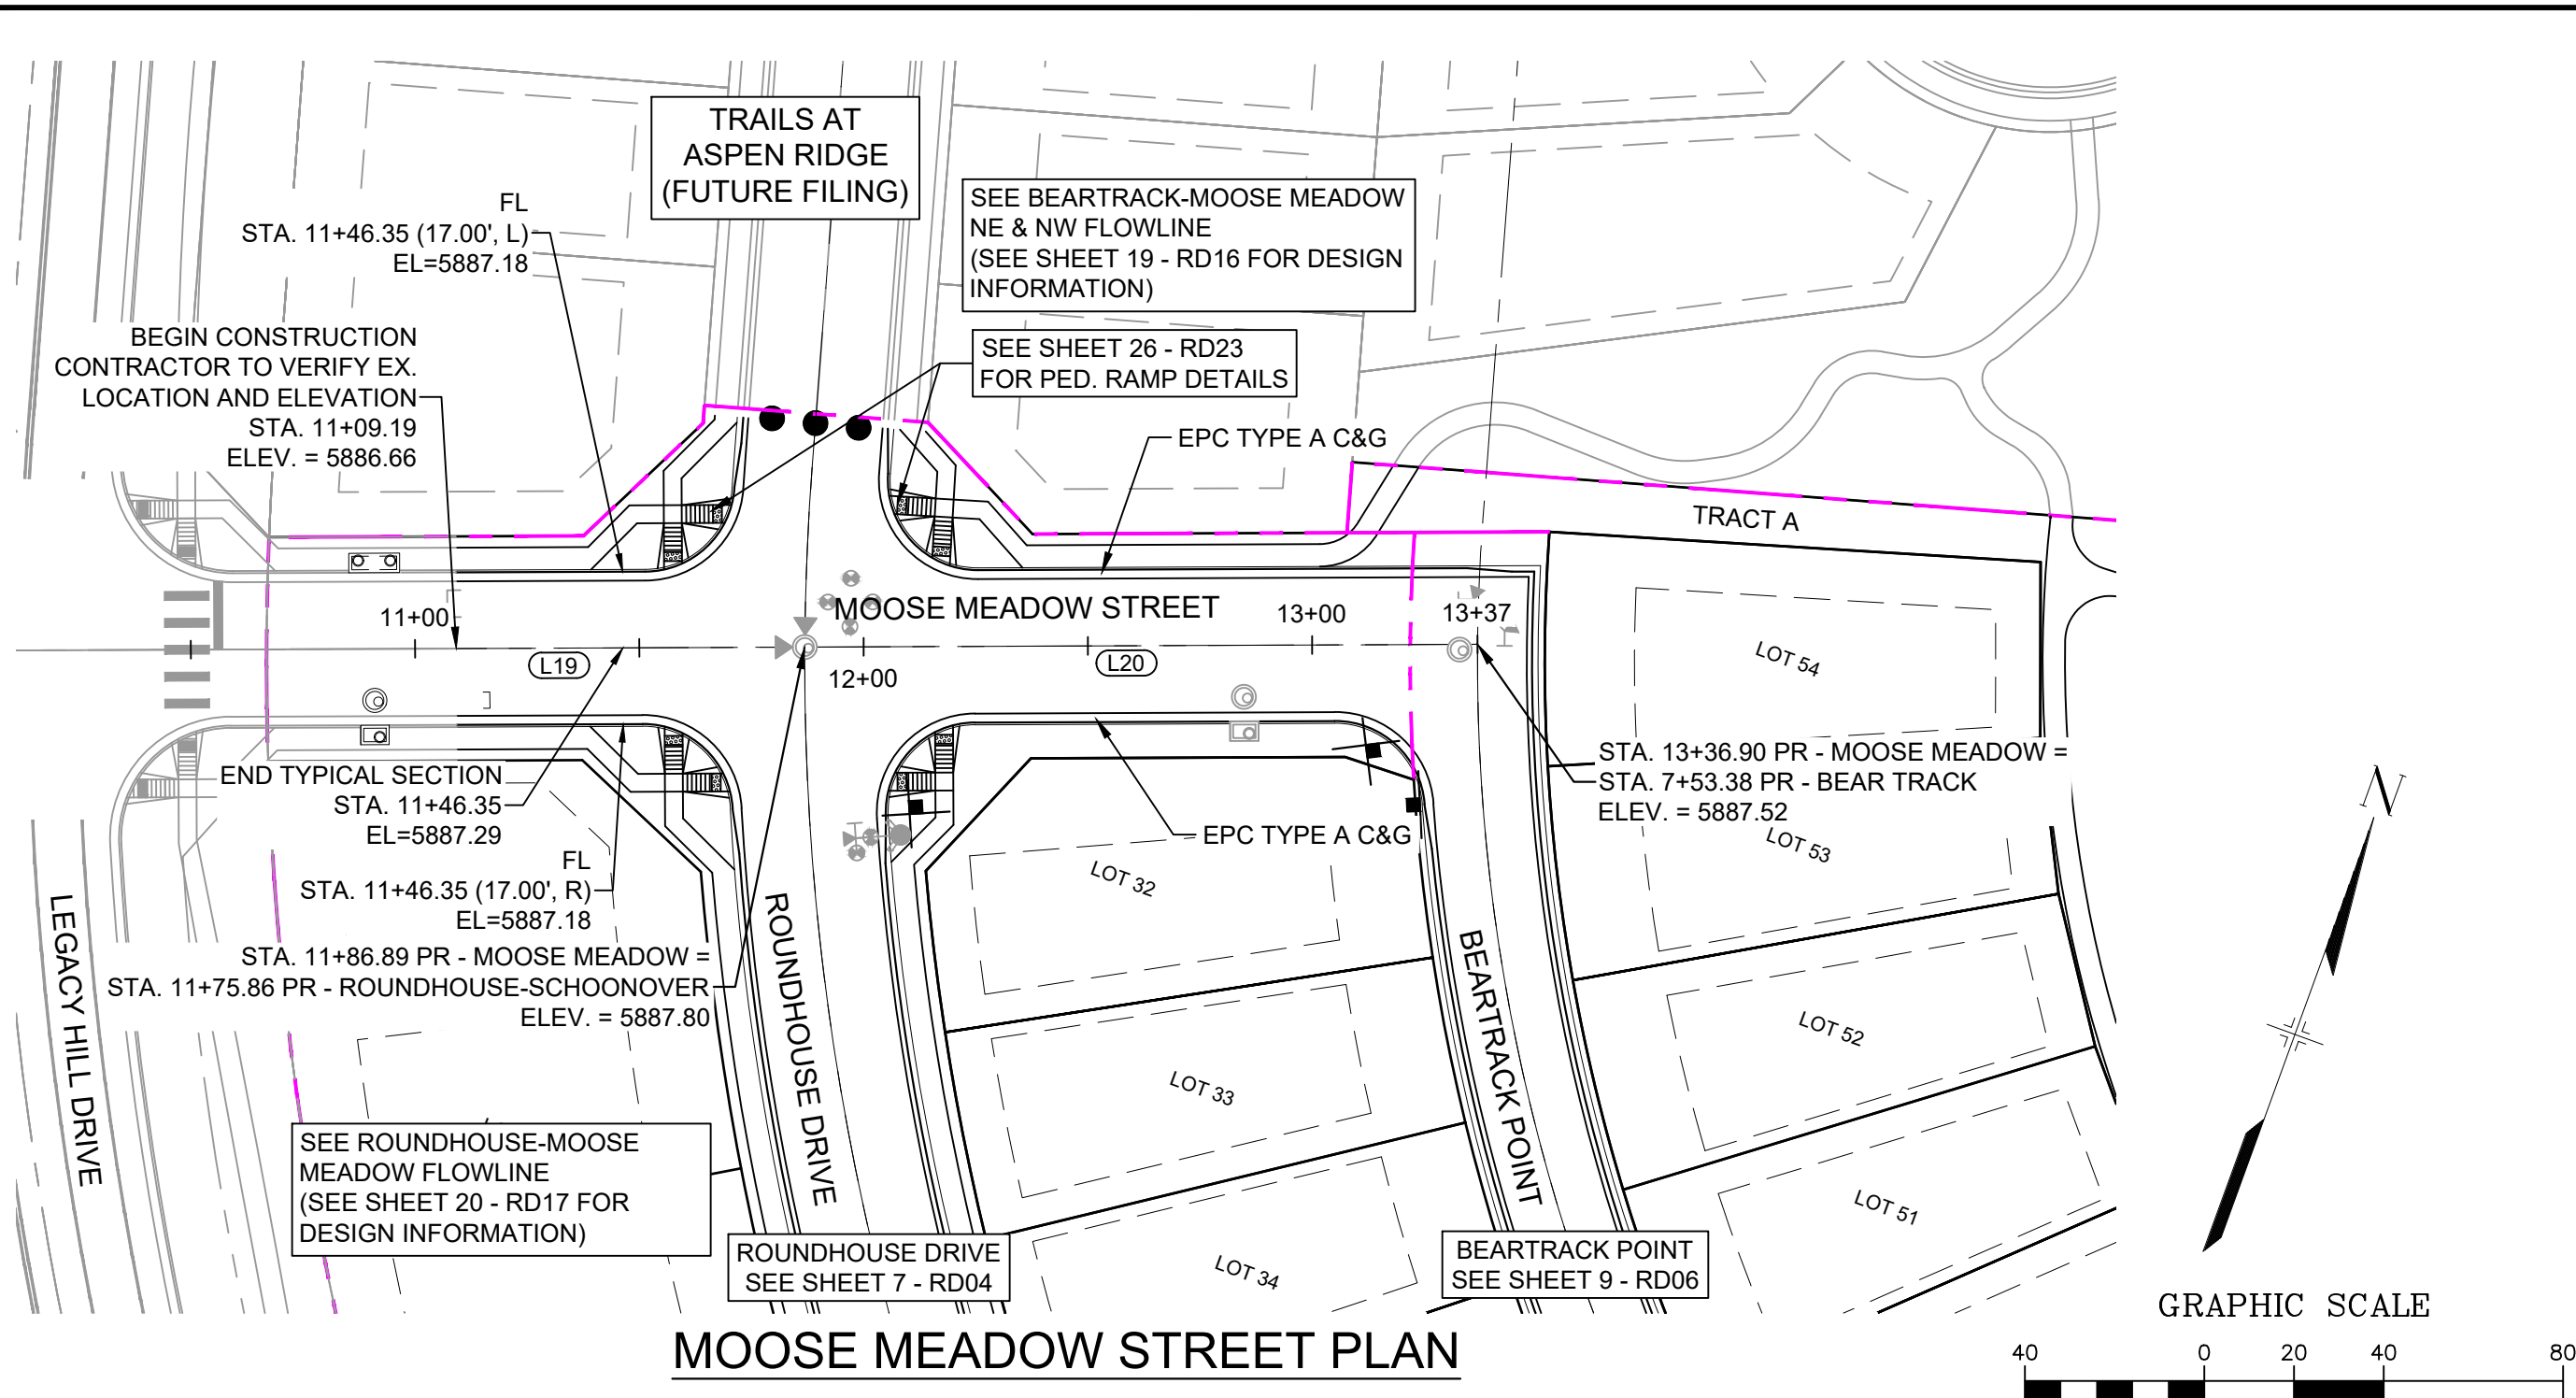 TRAILS AT
ASPEN RIDGE
(FUTURE FILING)
FL
STA. 11+46.35 (17.00', L)
EL=5887.18
SEE BEARTRACK-MOOSE MEADOW
NE & NW FLOWLINE
(SEE SHEET 19 - RD16 FOR DESIGN
INFORMATION)
BEGIN CONSTRUCTION
CONTRACTOR TO VERIFY EX.
LOCATION AND ELEVATION
STA. 11+09.19
ELEV. = 5886.66
SEE SHEET 26 - RD23
FOR PED. RAMP DETAILS
EPC TYPE A C&G
TRACT A
MOOSE MEADOW STREET
11+00
12+00
13+00
13+37
L19
L20
LOT 54
END TYPICAL SECTION
STA. 11+46.35
EL=5887.29
STA. 13+36.90 PR - MOOSE MEADOW =
STA. 7+53.38 PR - BEAR TRACK
ELEV. = 5887.52
EPC TYPE A C&G
LOT 53
FL
STA. 11+46.35 (17.00', R)
EL=5887.18
LOT 32
STA. 11+86.89 PR - MOOSE MEADOW =
STA. 11+75.86 PR - ROUNDHOUSE-SCHOONOVER
ELEV. = 5887.80
LEGACY HILL DRIVE
ROUNDHOUSE DRIVE
BEARTRACK POINT
LOT 52
LOT 33
LOT 51
LOT 34
SEE ROUNDHOUSE-MOOSE
MEADOW FLOWLINE
(SEE SHEET 20 - RD17 FOR
DESIGN INFORMATION)
ROUNDHOUSE DRIVE
SEE SHEET 7 - RD04
BEARTRACK POINT
SEE SHEET 9 - RD06
N
MOOSE MEADOW STREET PLAN
GRAPHIC SCALE
40 0 20 40 80